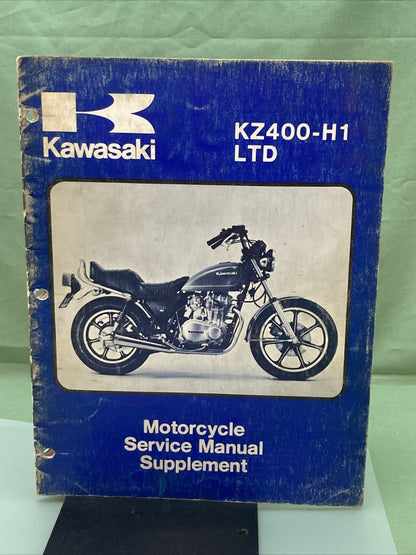 Kawasaki
KZ400-H1
LTD
KAWASAKI
Motorcycle
Service Manual
Supplement